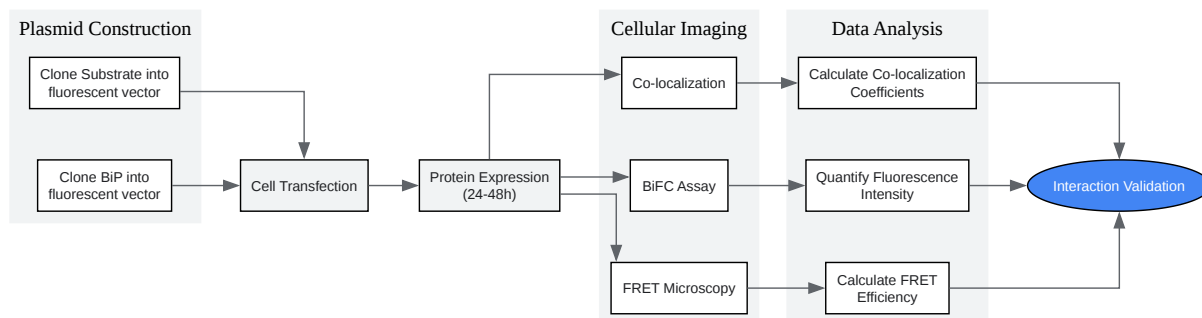 Plasmid Construction
Clone Substrate into
fluorescent vector
Clone BiP into
fluorescent vector
Cell Transfection
Protein Expression
(24-48h)
Cellular Imaging
Co-localization
BiFC Assay
FRET Microscopy
Data Analysis
Calculate Co-localization
Coefficients
Quantify Fluorescence
Intensity
Calculate FRET
Efficiency
Interaction Validation